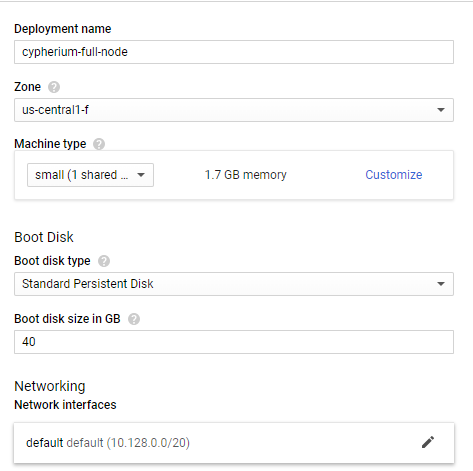 Deployment name
cypherium-full-node
Zone
us-central1-f
Machine type
small (1 shared ... 1.7 GB memory Customize
Boot Disk
Boot disk type
Standard Persistent Disk
Boot disk size in GB
40
Networking
Network interfaces
default default (10.128.0.0/20)